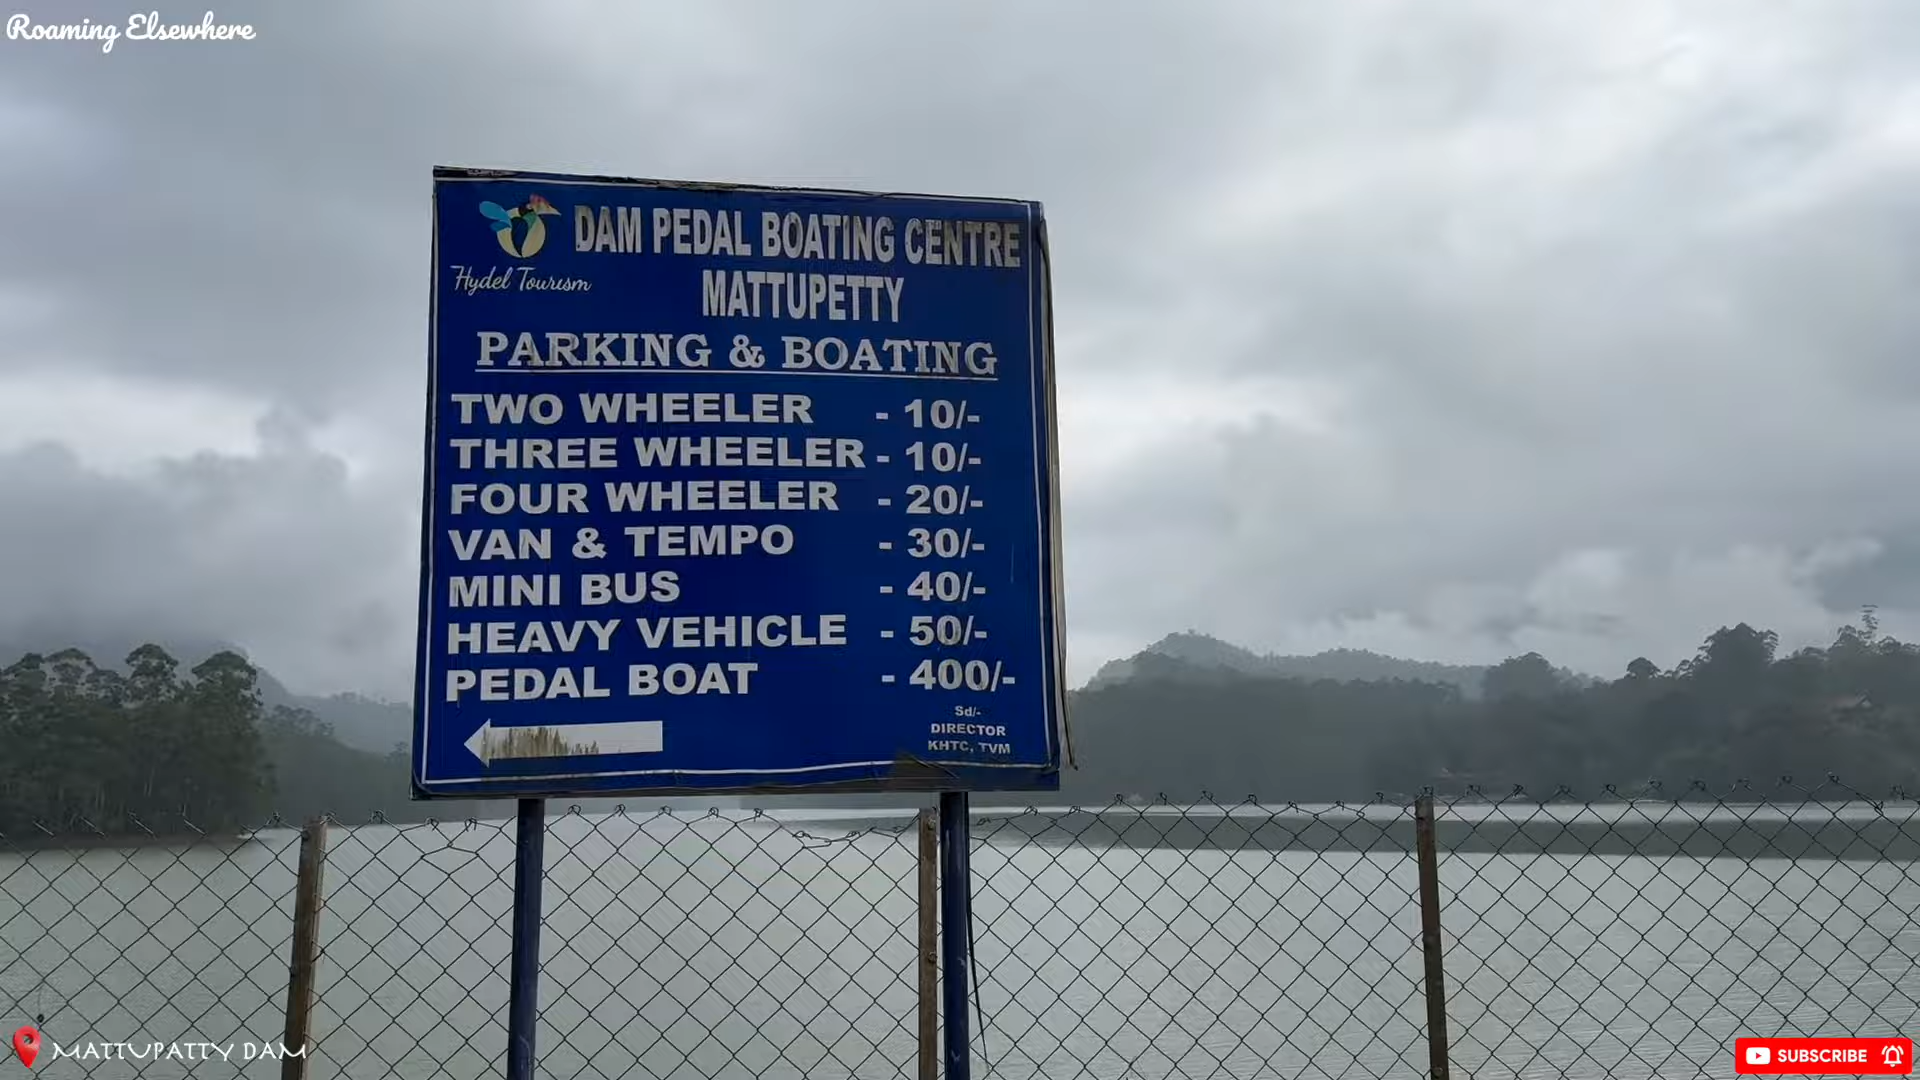 Roaming Elsewhere
DAM PEDAL BOATING CENTRE
Hydel Tourism
MATTUPETTY
PARKING & BOATING
TWO WHEELER - 10/-
THREE WHEELER - 10/-
FOUR WHEELER - 20/-
VAN & TEMPO - 30/-
MINI BUS - 40/-
HEAVY VEHICLE - 50/-
PEDAL BOAT - 400/-
Sd/-
DIRECTOR
KHTC, TVM
MATTUPATTY DAM
SUBSCRIBE